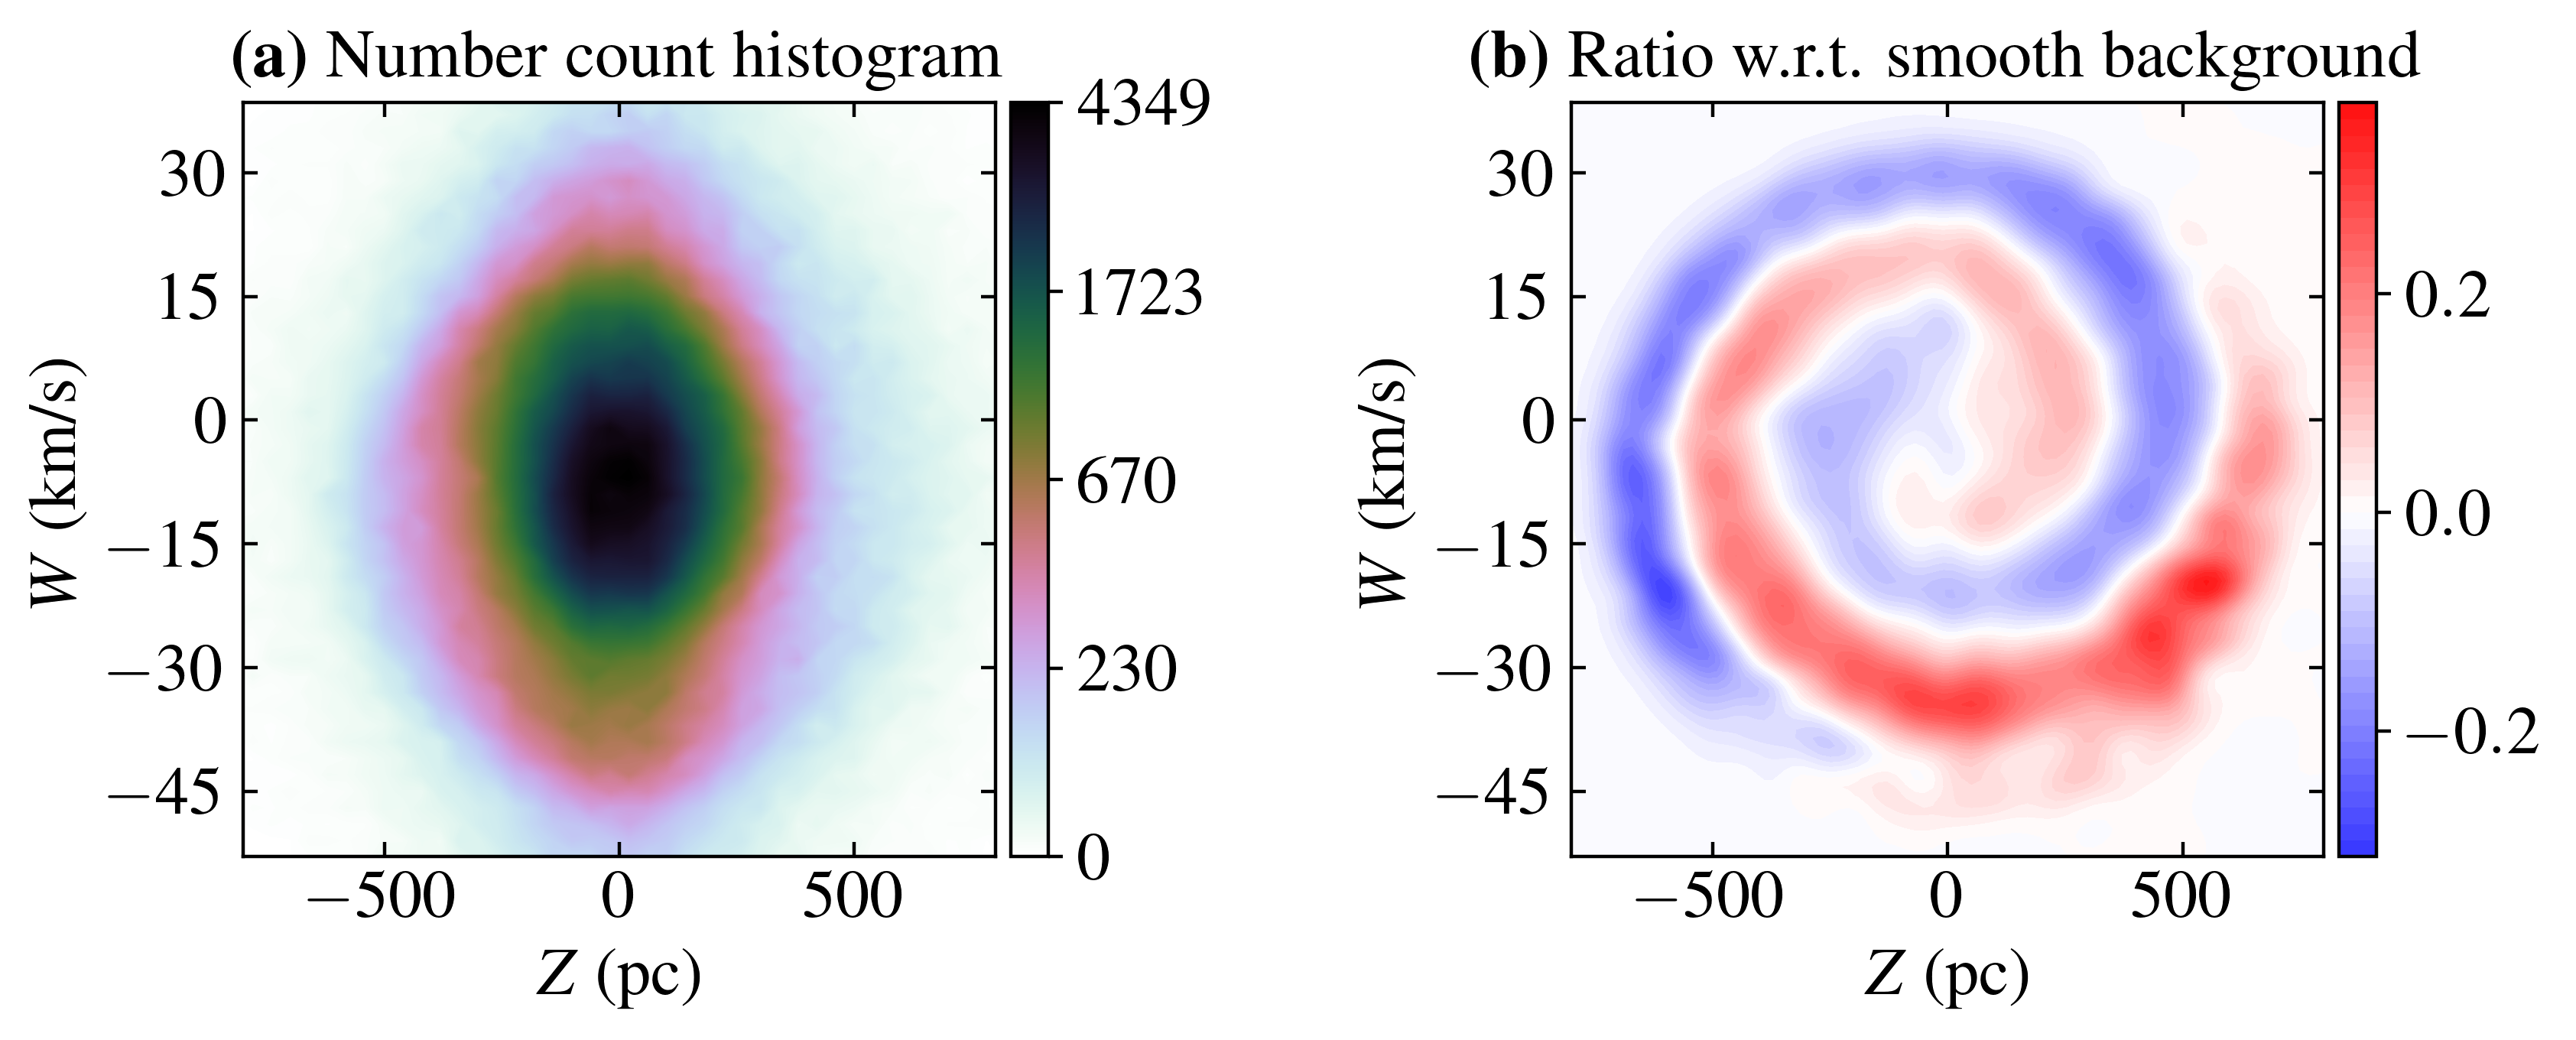 (a) Number count histogram
30
15
0
−15
−30
−45
W (km/s)
−500 0 500
Z (pc)
4349
1723
670
230
0
(b) Ratio w.r.t. smooth background
30
15
0
−15
−30
−45
W (km/s)
−500 0 500
Z (pc)
0.2
0.0
−0.2